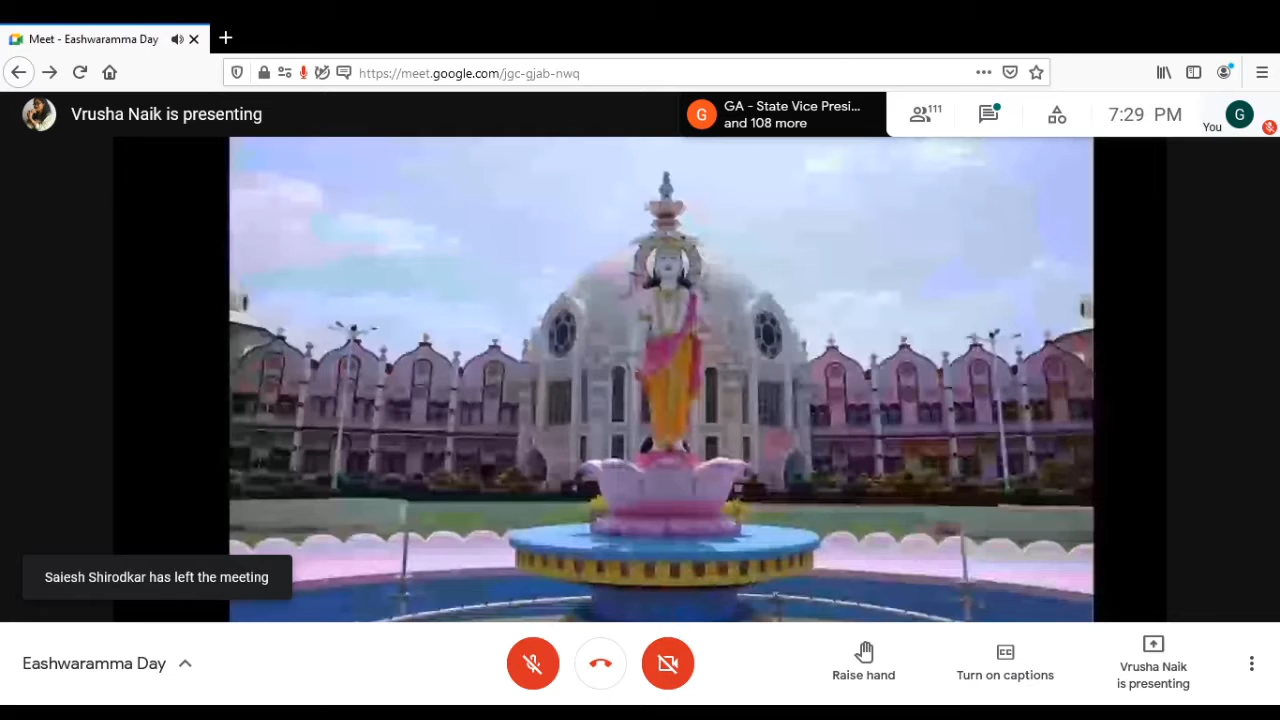 Meet - Eashwaramma Day
https://meet.google.com/jgc-gjab-nwq
Vrusha Naik is presenting
G
GA - State Vice Presi...
and 108 more
111
7:29 PM
You
G
Saiesh Shirodkar has left the meeting
Eashwaramma Day
Raise hand
CC
Turn on captions
Vrusha Naik
is presenting